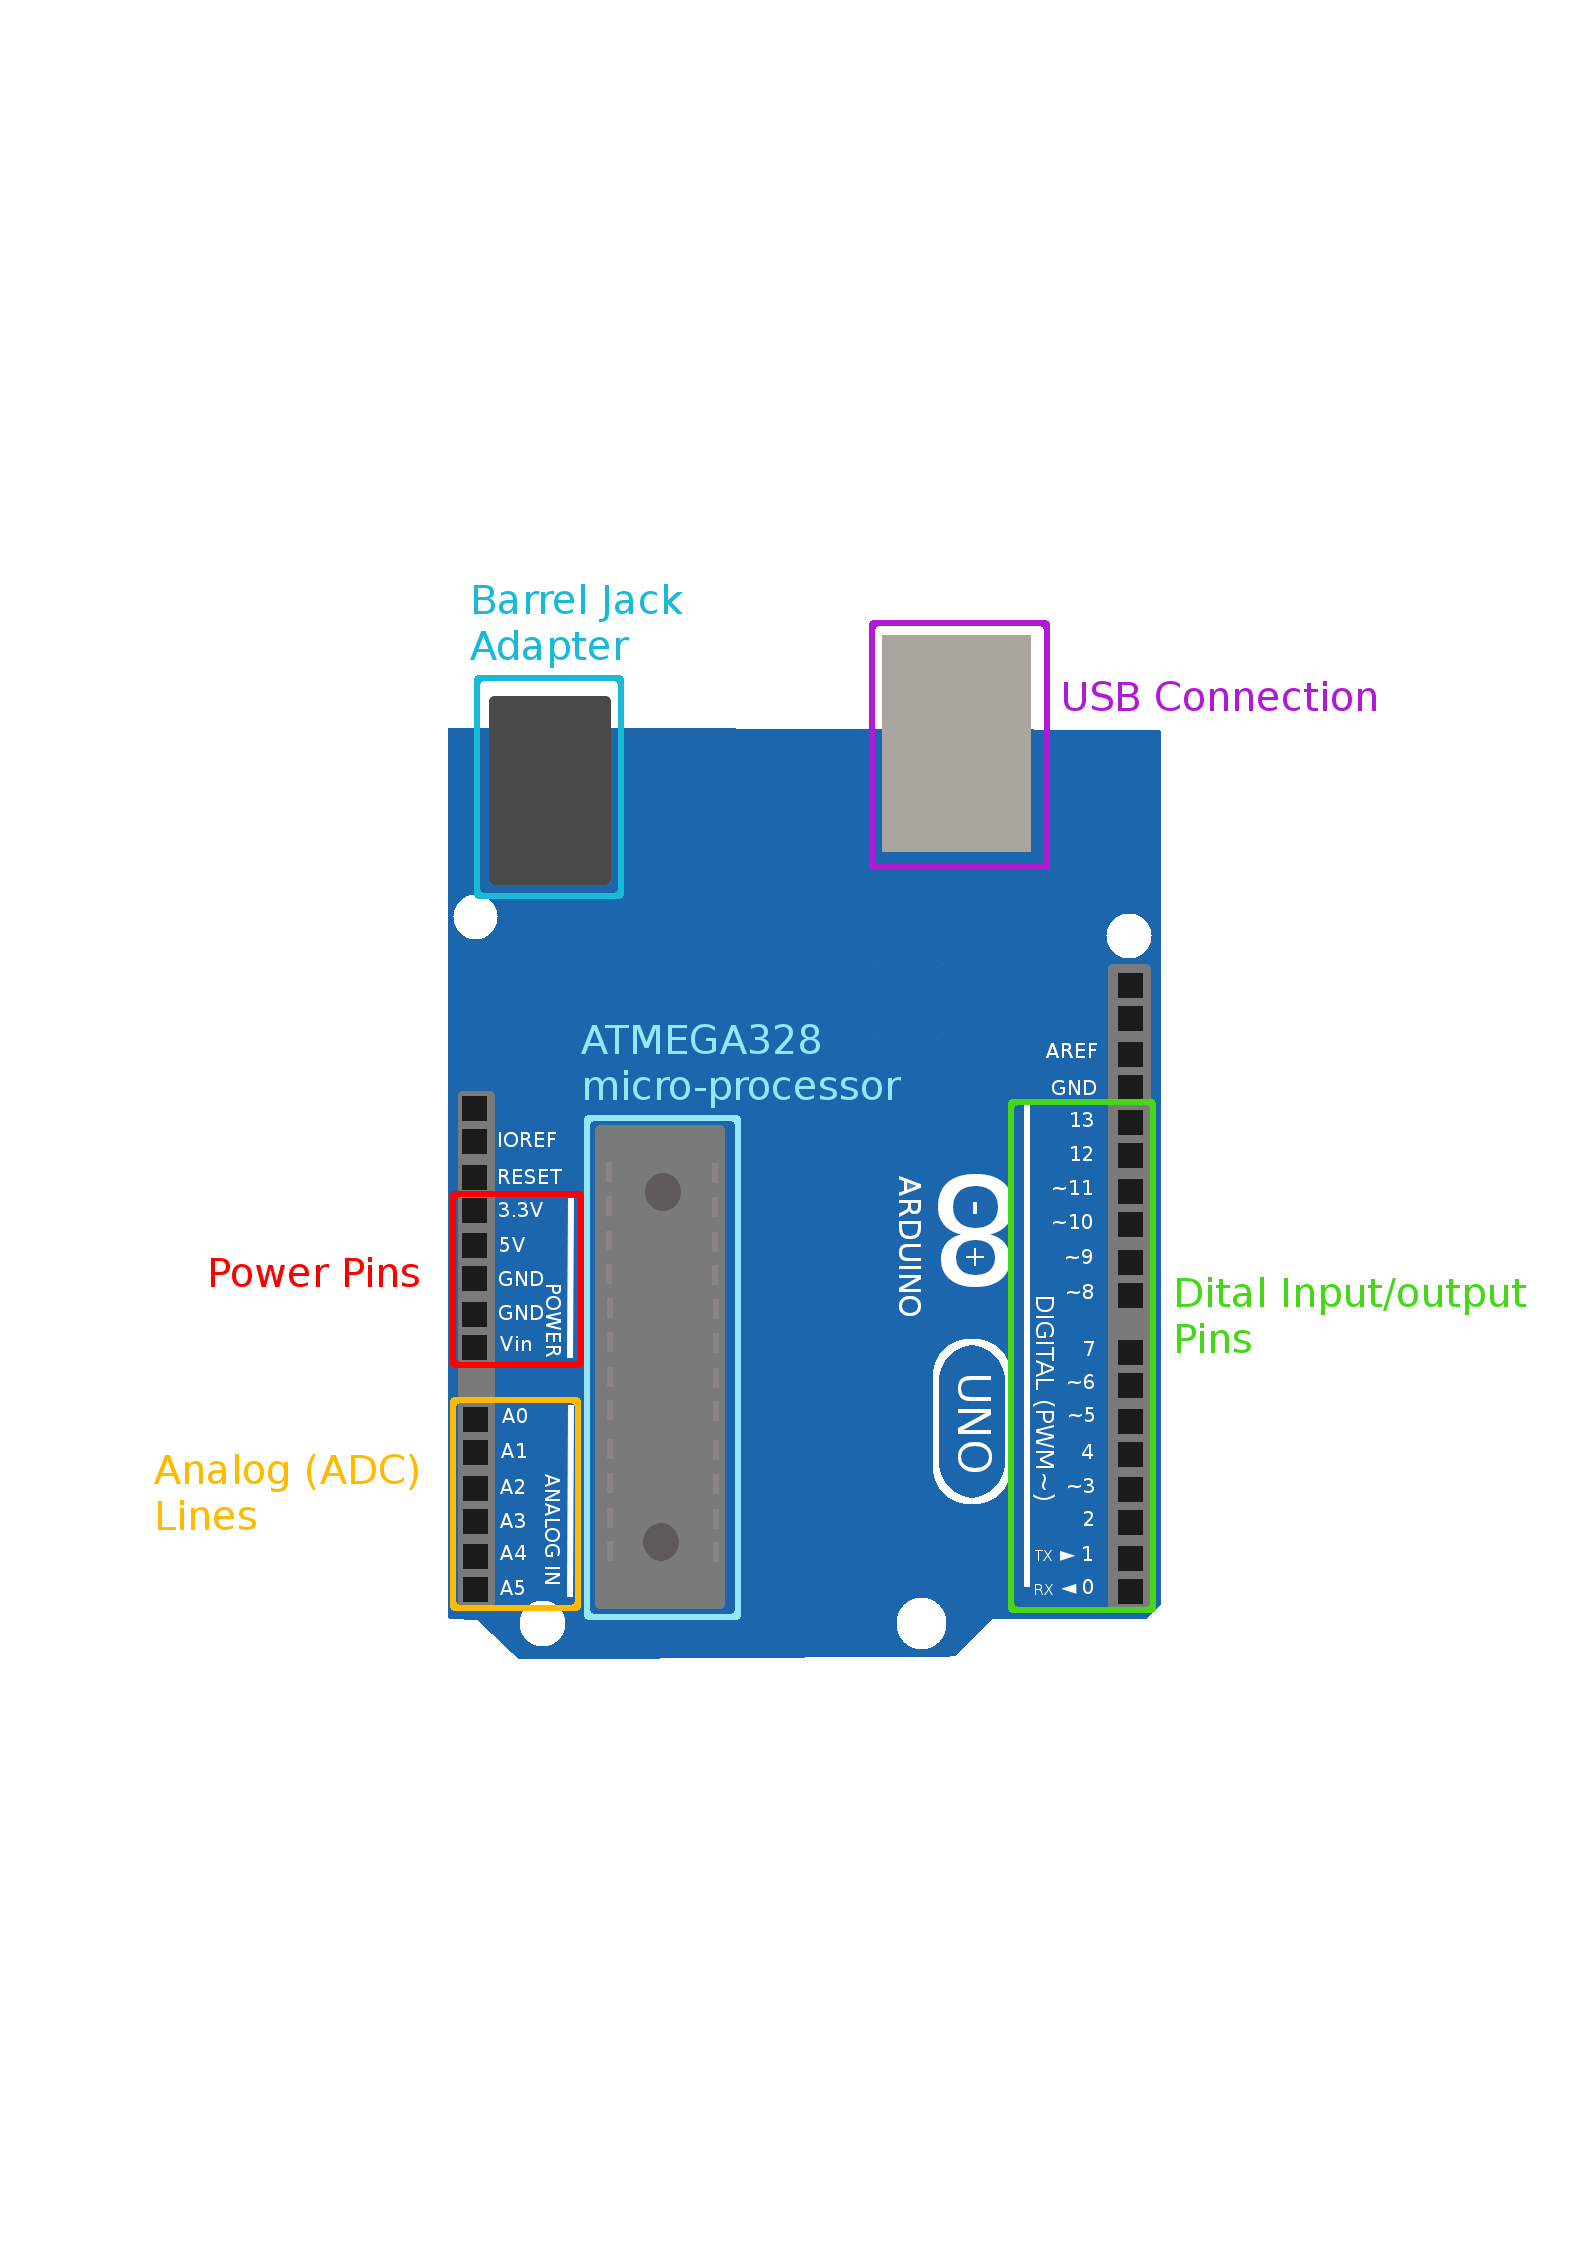 Barrel Jack
Adapter
USB Connection
ATMEGA328
micro-processor
AREF
GND
13
12
~11
~10
~9
~8
7
~6
~5
4
~3
2
TX ► 1
RX ◄ 0
DIGITAL (PWM~)
Dital Input/output
Pins
ARDUINO
- +
UNO
IOREF
RESET
3.3V
5V
GND
GND
Vin
POWER
Power Pins
A0
A1
A2
A3
A4
A5
ANALOG IN
Analog (ADC)
Lines